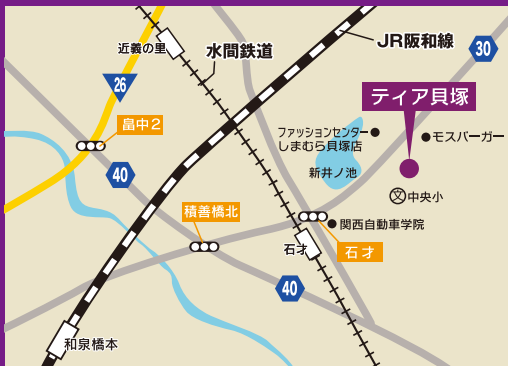 近義の里
水間鉄道
JR阪和線
30
26
ティア貝塚
畠中2
ファッションセンター
しまむら貝塚店
モスバーガー
40
新井ノ池
文中央小
積善橋北
関西自動車学院
石才
石才
40
和泉橋本